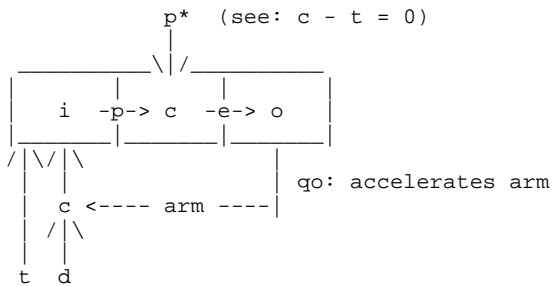 p* (see: c - t = 0)
i -p-> c -e-> o
qo: accelerates arm
c <---- arm ----
t d